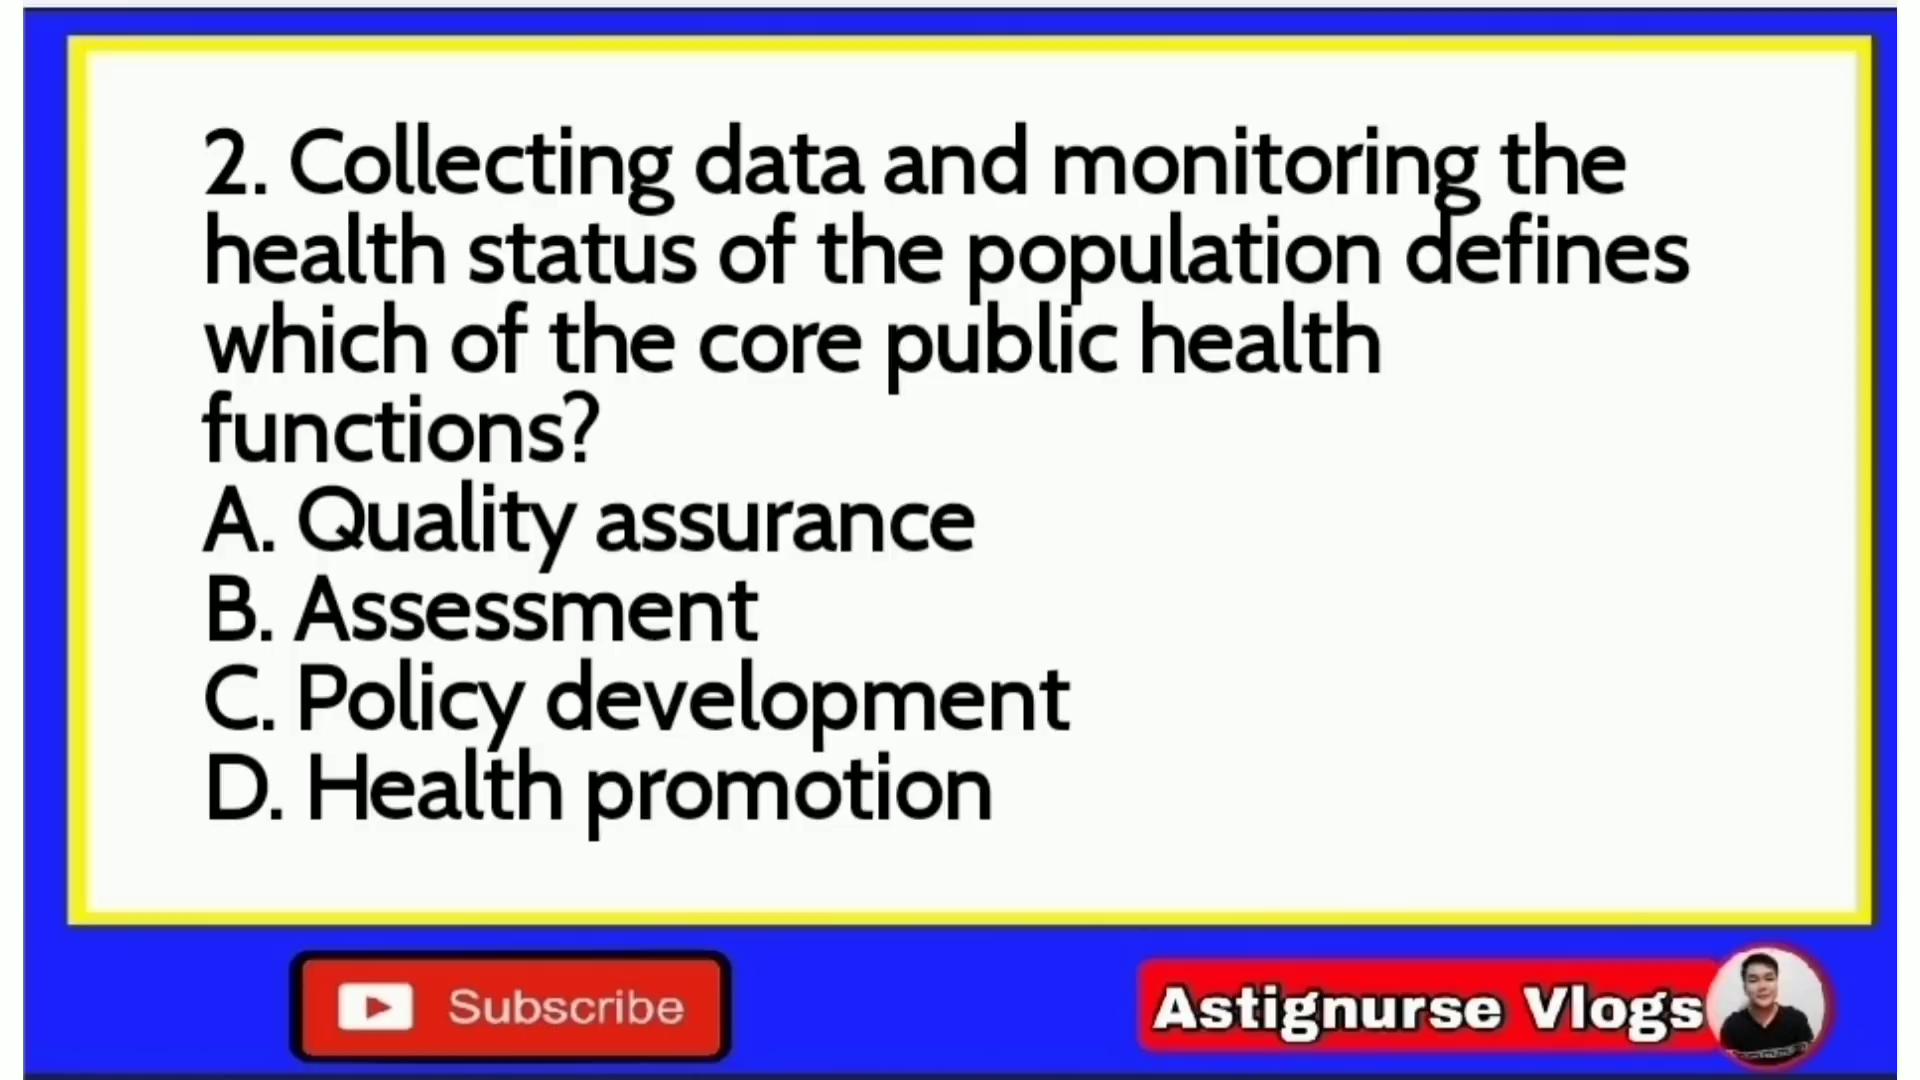 2. Collecting data and monitoring the
health status of the population defines
which of the core public health
functions?
A. Quality assurance
B. Assessment
C. Policy development
D. Health promotion
Subscribe
Astignurse Vlogs